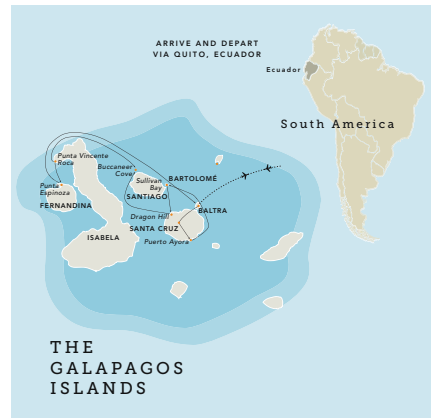 ARRIVE AND DEPART
VIA QUITO, ECUADOR
Ecuador
South America
Punta Vincente
Roca
Buccaneer
Cove
Sullivan
Bay
BARTOLOMÉ
Punta
Espinoza
SANTIAGO
FERNANDINA
BALTRA
Dragon Hill
SANTA CRUZ
ISABELA
Puerto Ayora
THE
GALAPAGOS
ISLANDS